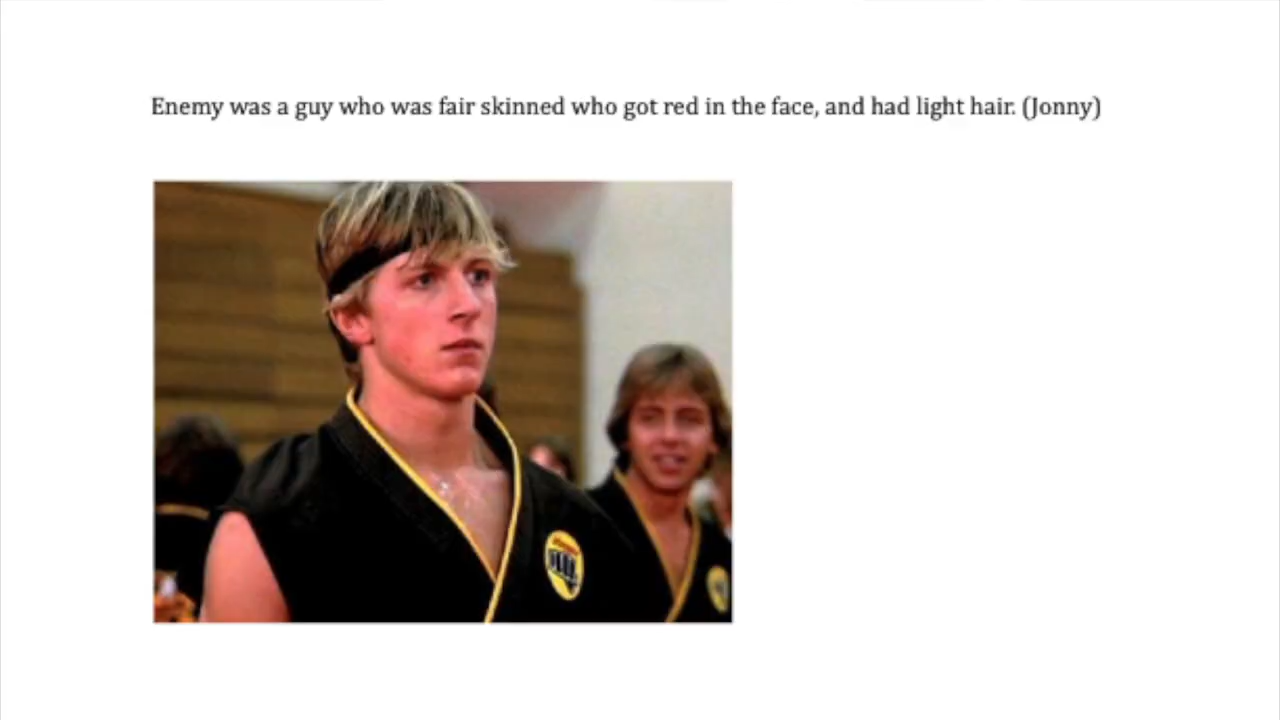 Enemy was a guy who was fair skinned who got red in the face, and had light hair. (Jonny)